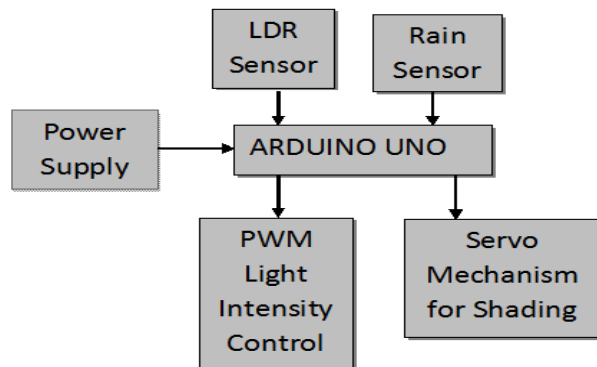 LDR
Sensor
Rain
Sensor
Power
Supply
ARDUINO UNO
PWM
Light
Intensity
Control
Servo
Mechanism
for Shading